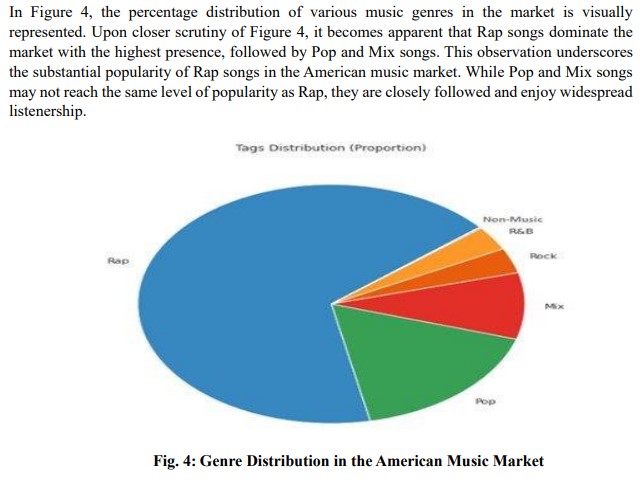 In Figure 4, the percentage distribution of various music genres in the market is visually
represented. Upon closer scrutiny of Figure 4, it becomes apparent that Rap songs dominate the
market with the highest presence, followed by Pop and Mix songs. This observation underscores
the substantial popularity of Rap songs in the American music market. While Pop and Mix songs
may not reach the same level of popularity as Rap, they are closely followed and enjoy widespread
listenership.
Tags Distribution (Proportion)
Non-Music
R&B
Rock
Rap
Mix
Pop
Fig. 4: Genre Distribution in the American Music Market